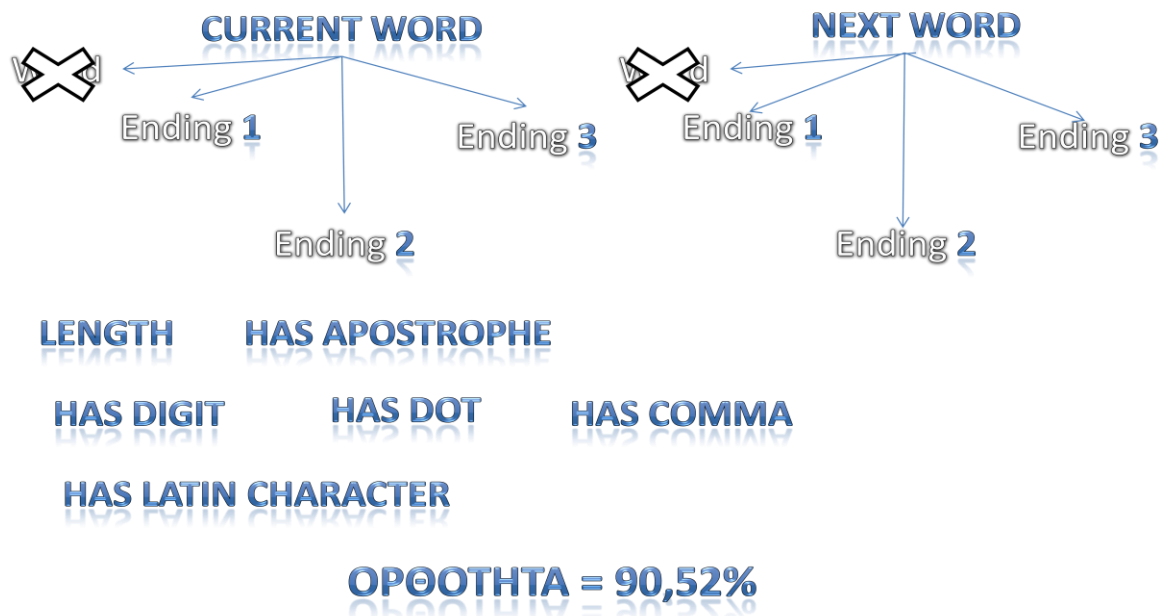 CURRENT WORD
NEXT WORD
Ending 1
Ending 3
Ending 1
Ending 3
Ending 2
Ending 2
LENGTH
HAS APOSTROPHE
HAS DIGIT
HAS DOT
HAS COMMA
HAS LATIN CHARACTER
ΟΡΘΟΤΗΤΑ = 90,52%